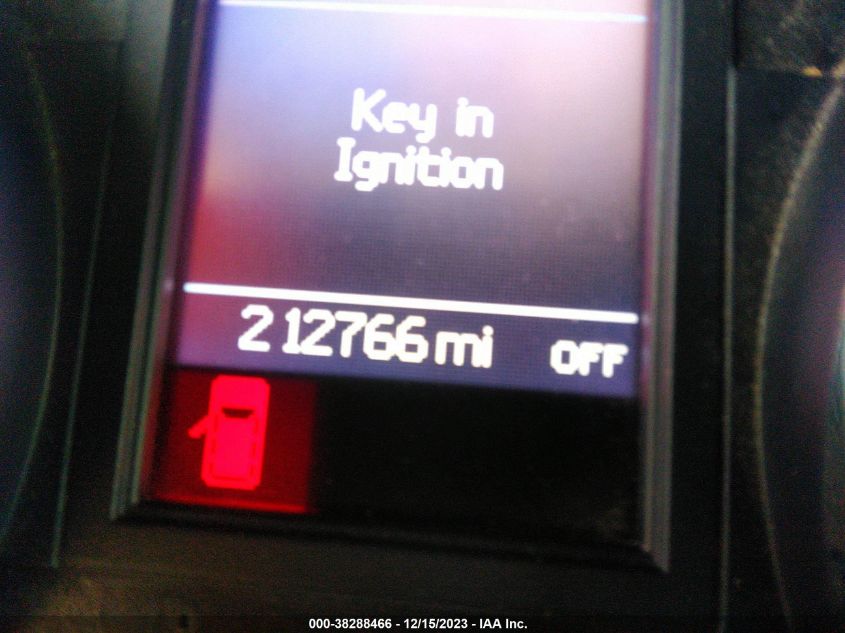 Key in
Ignition
212766 mi OFF
000-38288466 - 12/15/2023 - IAA Inc.